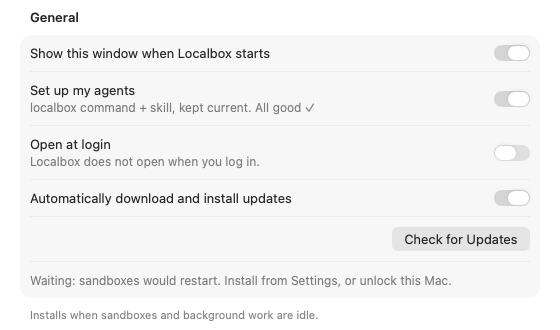 General
Show this window when Localbox starts
Set up my agents
localbox command + skill, kept current. All good ✓
Open at login
Localbox does not open when you log in.
Automatically download and install updates
Check for Updates
Waiting: sandboxes would restart. Install from Settings, or unlock this Mac.
Installs when sandboxes and background work are idle.